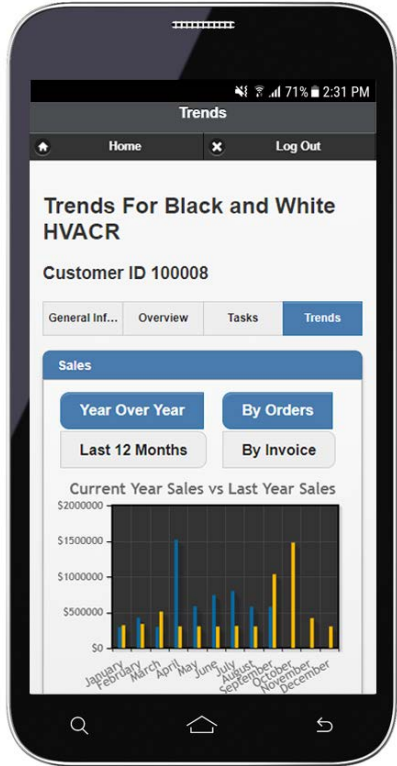 71% 2:31 PM
Trends
Home Log Out
Trends For Black and White
HVACR
Customer ID 100008
General Inf... Overview Tasks Trends
Sales
Year Over Year By Orders
Last 12 Months By Invoice
Current Year Sales vs Last Year Sales
$2000000
$1500000
$1000000
$500000
$0
January February March April May June July August September October November December